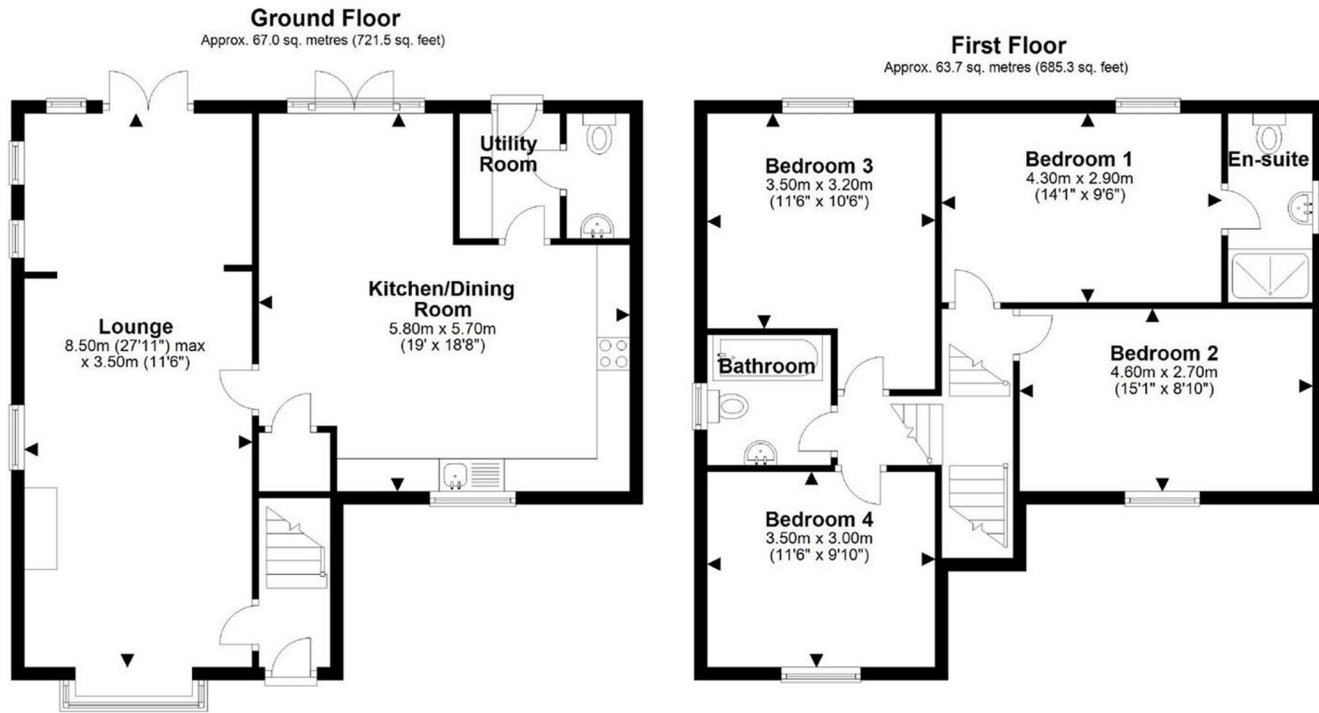 Ground Floor
Approx. 67.0 sq. metres (721.5 sq. feet)
Utility
Room
Kitchen/Dining
Room
5.80m x 5.70m
(19' x 18'8")
Lounge
8.50m (27'11") max
x 3.50m (11'6")
First Floor
Approx. 63.7 sq. metres (685.3 sq. feet)
Bedroom 3
3.50m x 3.20m
(11'6" x 10'6")
Bedroom 1
4.30m x 2.90m
(14'1" x 9'6")
En-suite
Bathroom
Bedroom 2
4.60m x 2.70m
(15'1" x 8'10")
Bedroom 4
3.50m x 3.00m
(11'6" x 9'10")